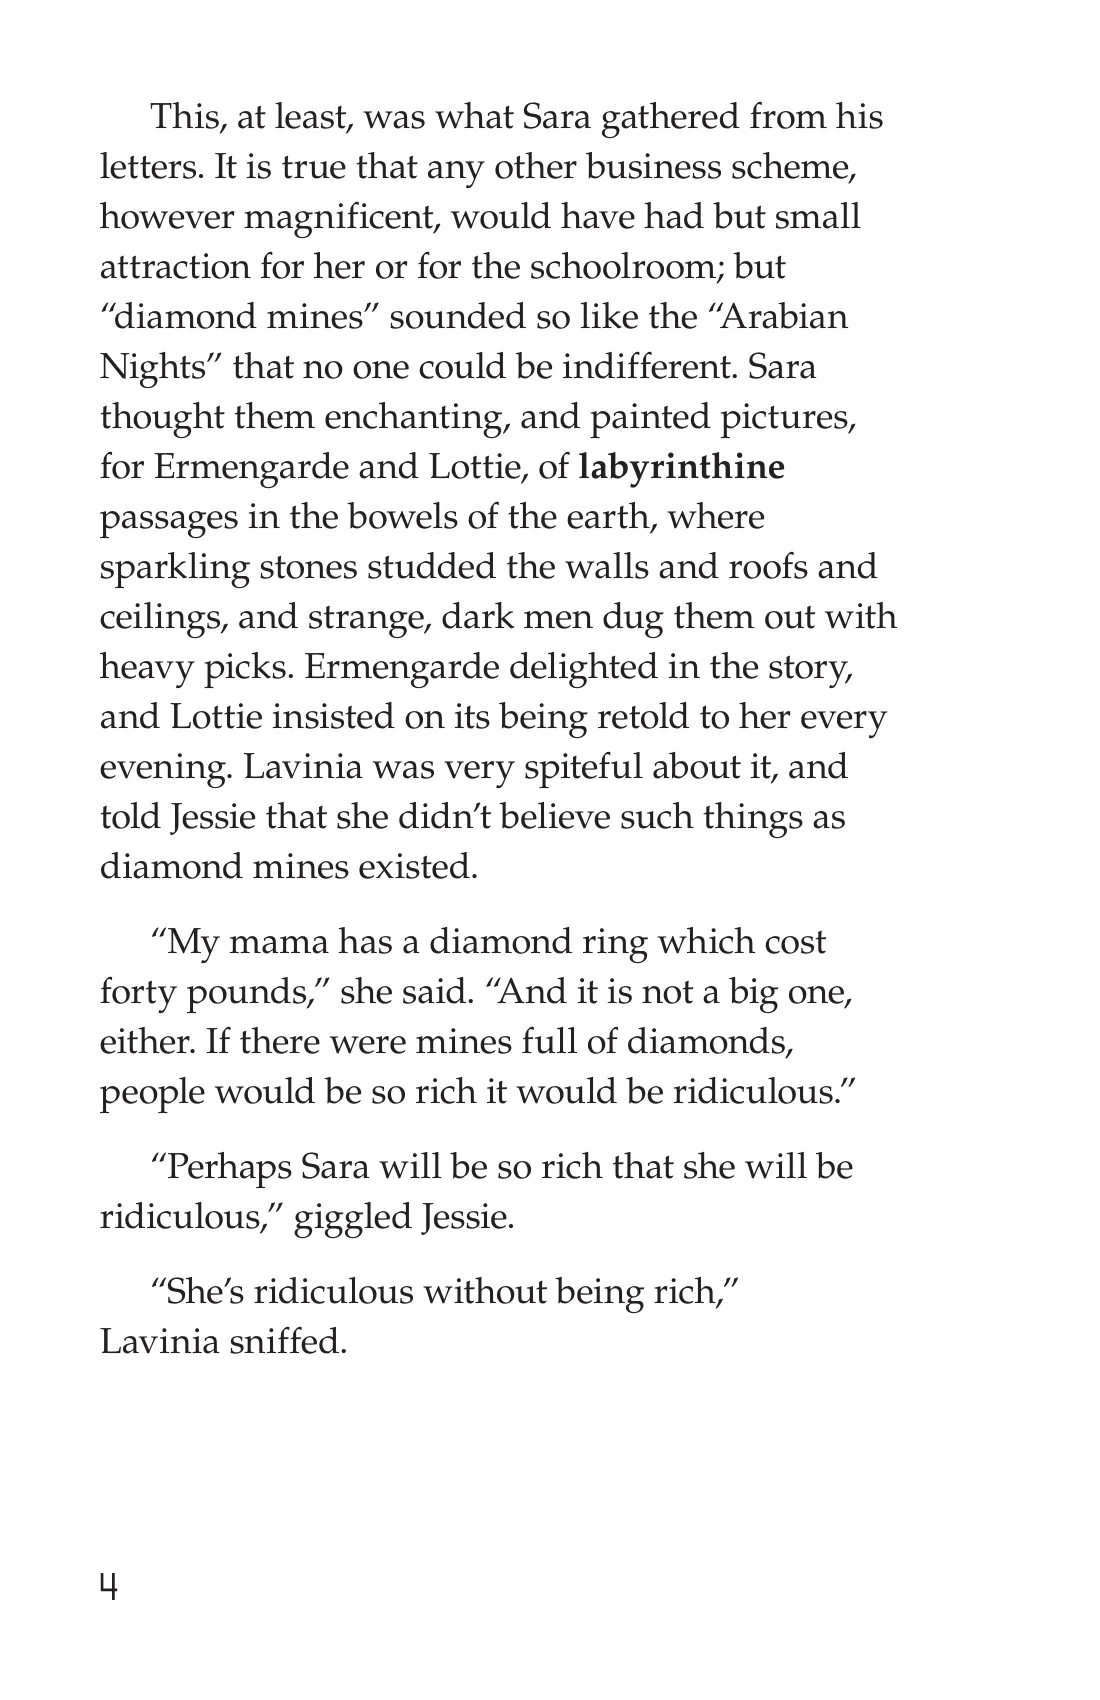 This, at least, was what Sara gathered from his
letters. It is true that any other business scheme,
however magnificent, would have had but small
attraction for her or for the schoolroom; but
“diamond mines” sounded so like the “Arabian
Nights” that no one could be indifferent. Sara
thought them enchanting, and painted pictures,
for Ermengarde and Lottie, of labyrinthine
passages in the bowels of the earth, where
sparkling stones studded the walls and roofs and
ceilings, and strange, dark men dug them out with
heavy picks. Ermengarde delighted in the story,
and Lottie insisted on its being retold to her every
evening. Lavinia was very spiteful about it, and
told Jessie that she didn’t believe such things as
diamond mines existed.
“My mama has a diamond ring which cost
forty pounds,” she said. “And it is not a big one,
either. If there were mines full of diamonds,
people would be so rich it would be ridiculous.”
“Perhaps Sara will be so rich that she will be
ridiculous,” giggled Jessie.
“She’s ridiculous without being rich,”
Lavinia sniffed.
4